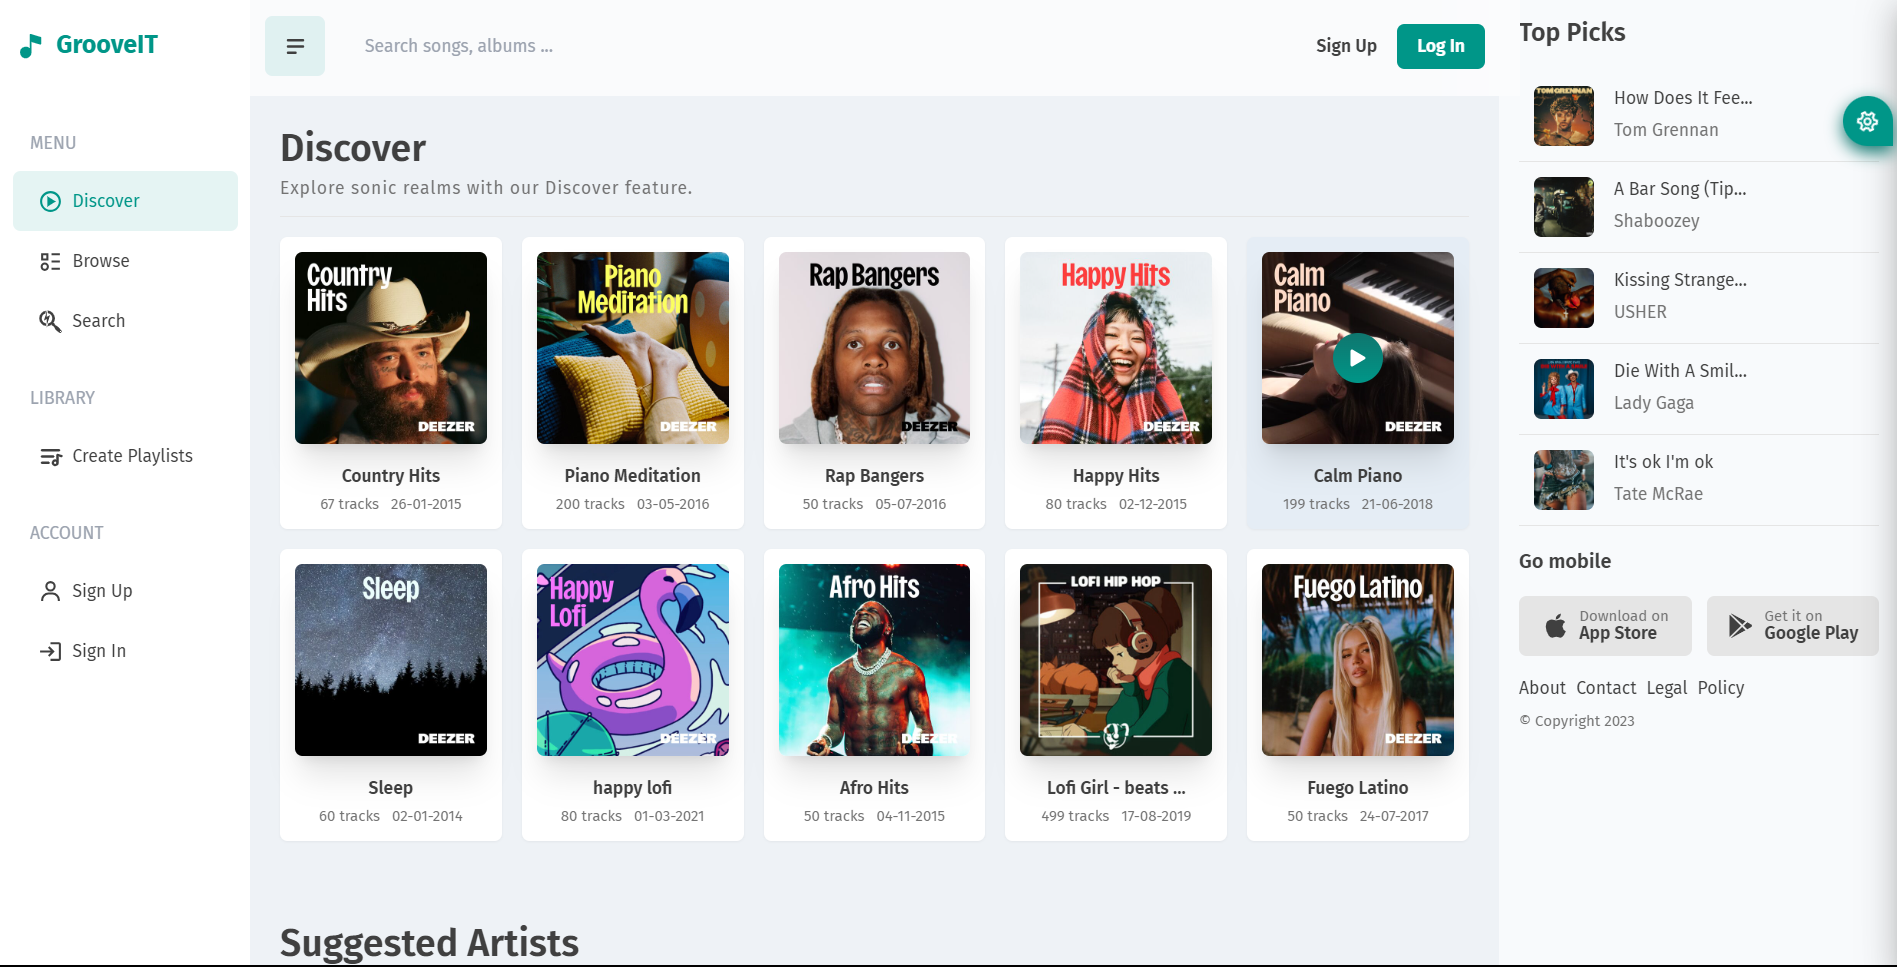 GrooveIT
MENU
Discover
Browse
Search
LIBRARY
Create Playlists
ACCOUNT
Sign Up
Sign In
Search songs, albums ...
Sign Up
Log In
Discover
Explore sonic realms with our Discover feature.
Country
Hits
DEEZER
Country Hits
67 tracks 26-01-2015
Piano
Meditation
DEEZER
Piano Meditation
200 tracks 03-05-2016
Rap Bangers
DEEZER
Rap Bangers
50 tracks 05-07-2016
Happy Hits
DEEZER
Happy Hits
80 tracks 02-12-2015
Calm
Piano
DEEZER
Calm Piano
199 tracks 21-06-2018
Sleep
DEEZER
Sleep
60 tracks 02-01-2014
Happy
Lofi
DEEZER
happy lofi
80 tracks 01-03-2021
Afro Hits
DEEZER
Afro Hits
50 tracks 04-11-2015
LOFI HIP HOP
Lofi Girl - beats ...
499 tracks 17-08-2019
Fuego Latino
DEEZER
Fuego Latino
50 tracks 24-07-2017
Suggested Artists
Top Picks
TOM GRENNAN
How Does It Fee...
Tom Grennan
A Bar Song (Tip...
Shaboozey
Kissing Strange...
USHER
DIE WITH A SMILE
Die With A Smil...
Lady Gaga
It's ok I'm ok
Tate McRae
Go mobile
Download on
App Store
Get it on
Google Play
About Contact Legal Policy
© Copyright 2023